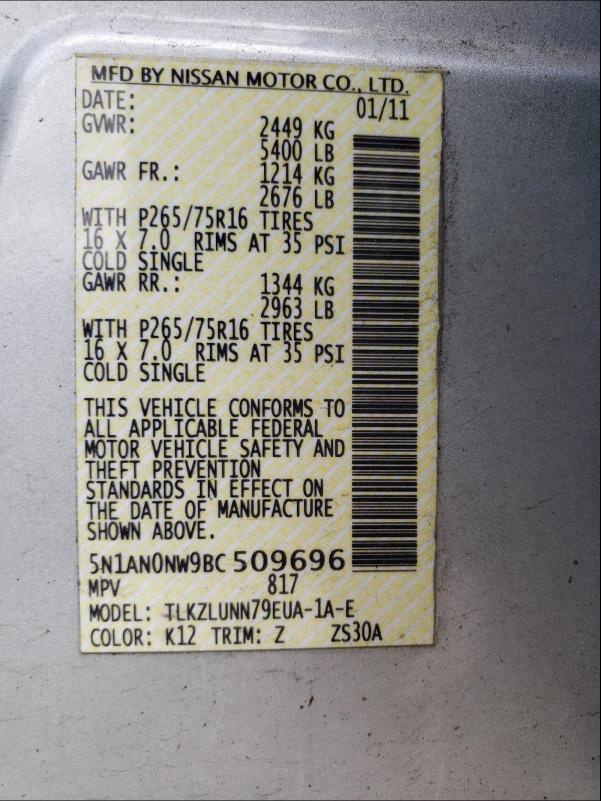 MFD BY NISSAN MOTOR CO., LTD.
DATE: 01/11
GVWR: 2449 KG
5400 LB
GAWR FR.: 1214 KG
2676 LB
WITH P265/75R16 TIRES
16 X 7.0 RIMS AT 35 PSI
COLD SINGLE
GAWR RR.: 1344 KG
2963 LB
WITH P265/75R16 TIRES
16 X 7.0 RIMS AT 35 PSI
COLD SINGLE
THIS VEHICLE CONFORMS TO
ALL APPLICABLE FEDERAL
MOTOR VEHICLE SAFETY AND
THEFT PREVENTION
STANDARDS IN EFFECT ON
THE DATE OF MANUFACTURE
SHOWN ABOVE.
5N1AN0NW9BC 509696
MPV 817
MODEL: TLKZLUNN79EUA-1A-E
COLOR: K12 TRIM: Z ZS30A